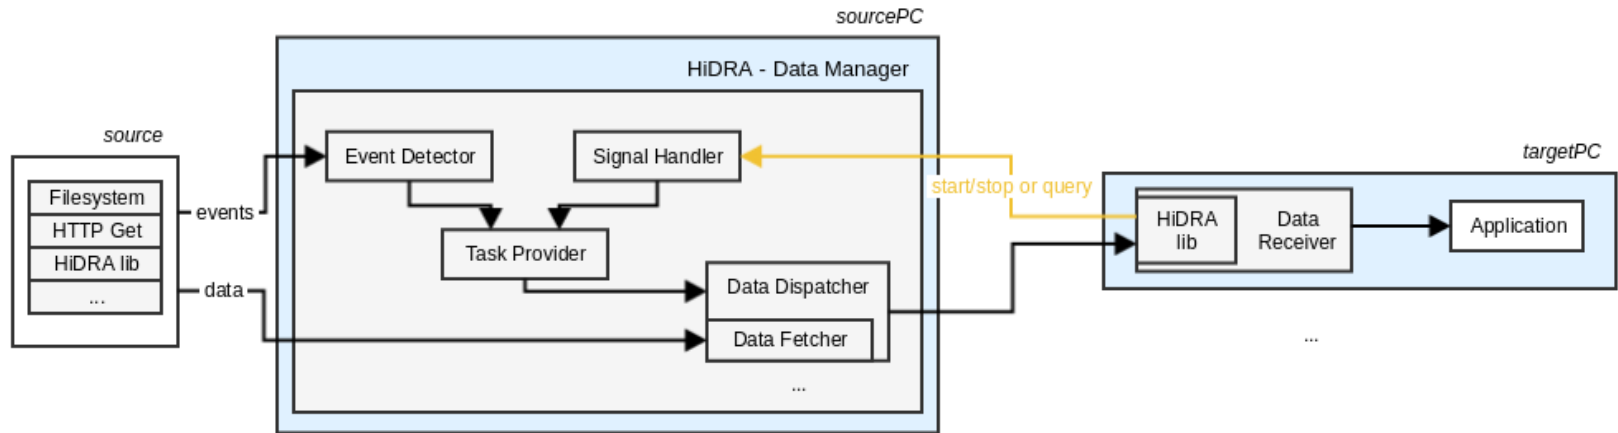 sourcePC
HiDRA - Data Manager
source
Filesystem
HTTP Get
HiDRA lib
...
events
data
Event Detector
Signal Handler
Task Provider
Data Dispatcher
Data Fetcher
...
start/stop or query
targetPC
HiDRA
lib
Data
Receiver
Application
...